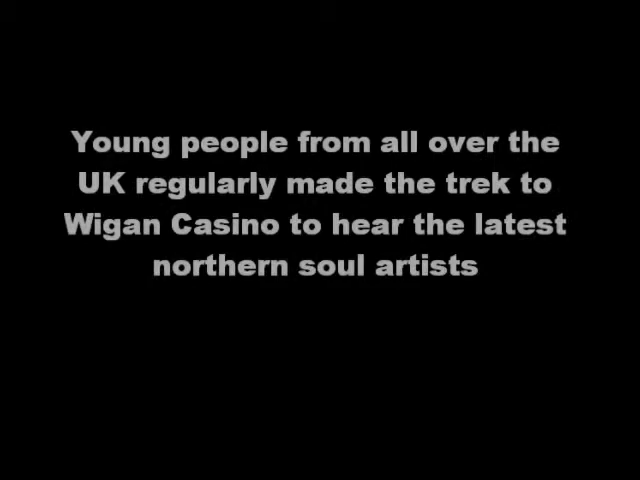 Young people from all over the
UK regularly made the trek to
Wigan Casino to hear the latest
northern soul artists